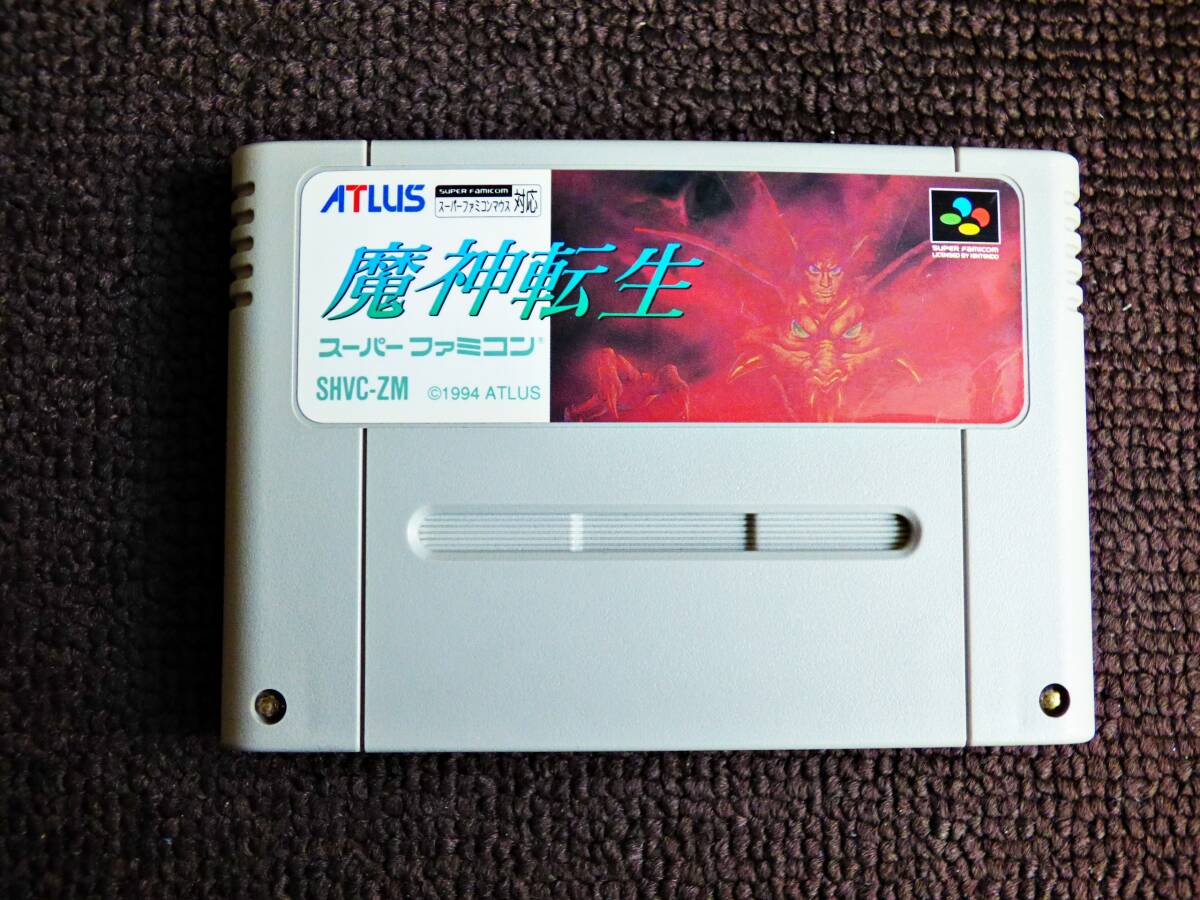 ATLUS
SUPER FAMICOM
スーパーファミコンマウス
対応
魔神転生
スーパーファミコン®
SHVC-ZM ©1994 ATLUS
SUPER FAMICOM
LICENSED BY NINTENDO